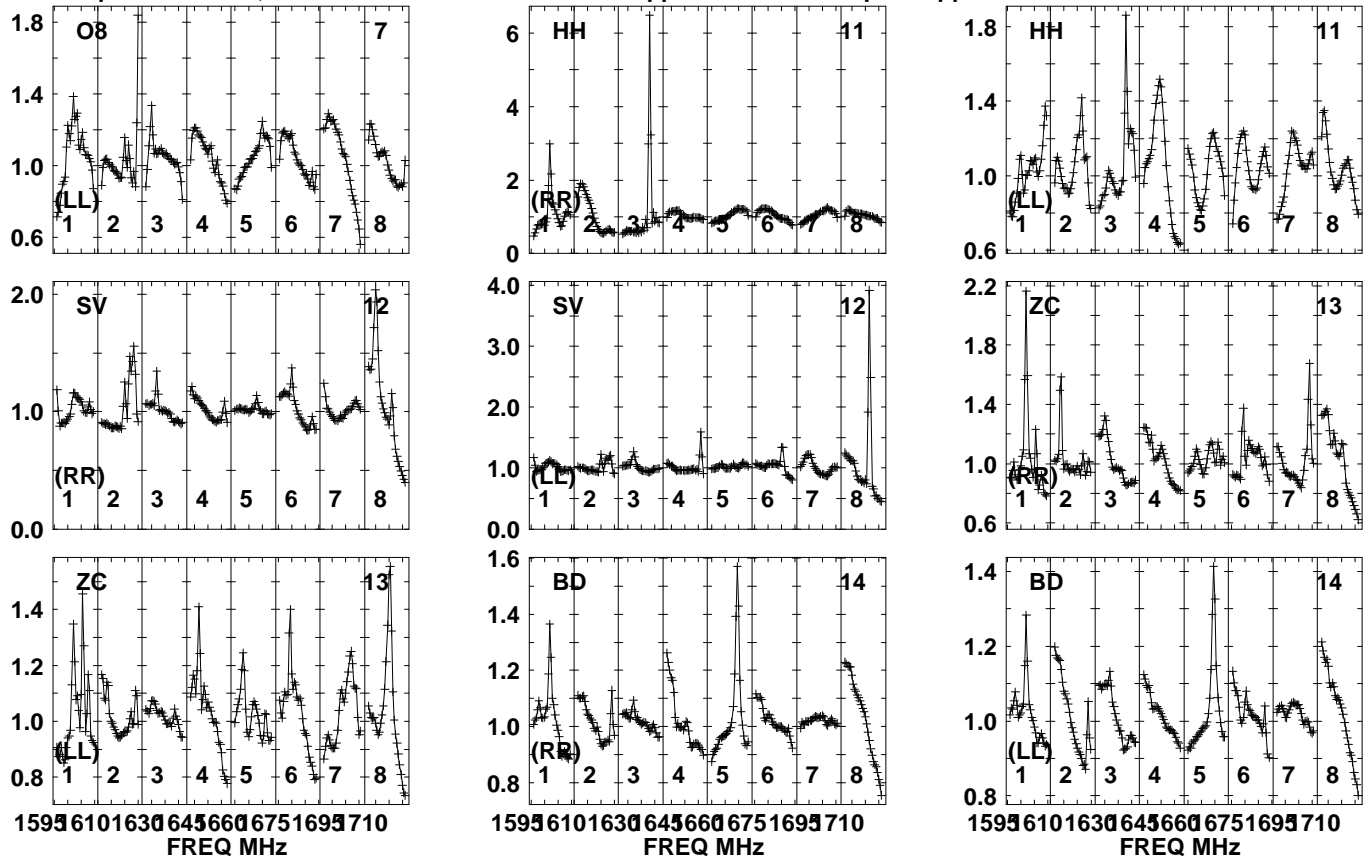 1.8 O8 7
1.4
1.0
(LL)
1 2 3 4 5 6 7 8
0.6
6 HH 11
4
2
(RR)
1 2 3 4 5 6 7 8
0
1.8 HH 11
1.4
1.0
(LL)
1 2 3 4 5 6 7 8
0.6
2.0 SV 12
1.0
(RR)
1 2 3 4 5 6 7 8
0.0
4.0 SV 12
3.0
2.0
1.0
(LL)
1 2 3 4 5 6 7 8
0.0
2.2 ZC 13
1.8
1.4
1.0
(RR)
1 2 3 4 5 6 7 8
0.6
ZC 13
1.4
1.2
1.0
(LL)
1 2 3 4 5 6 7 8
0.8
1595 1610 1630 1645 1660 1675 1695 1710
FREQ MHz
1.6 BD 14
1.4
1.2
1.0
(RR)
1 2 3 4 5 6 7 8
0.8
1595 1610 1630 1645 1660 1675 1695 1710
FREQ MHz
1.4 BD 14
1.2
1.0
(LL)
1 2 3 4 5 6 7 8
0.8
1595 1610 1630 1645 1660 1675 1695 1710
FREQ MHz